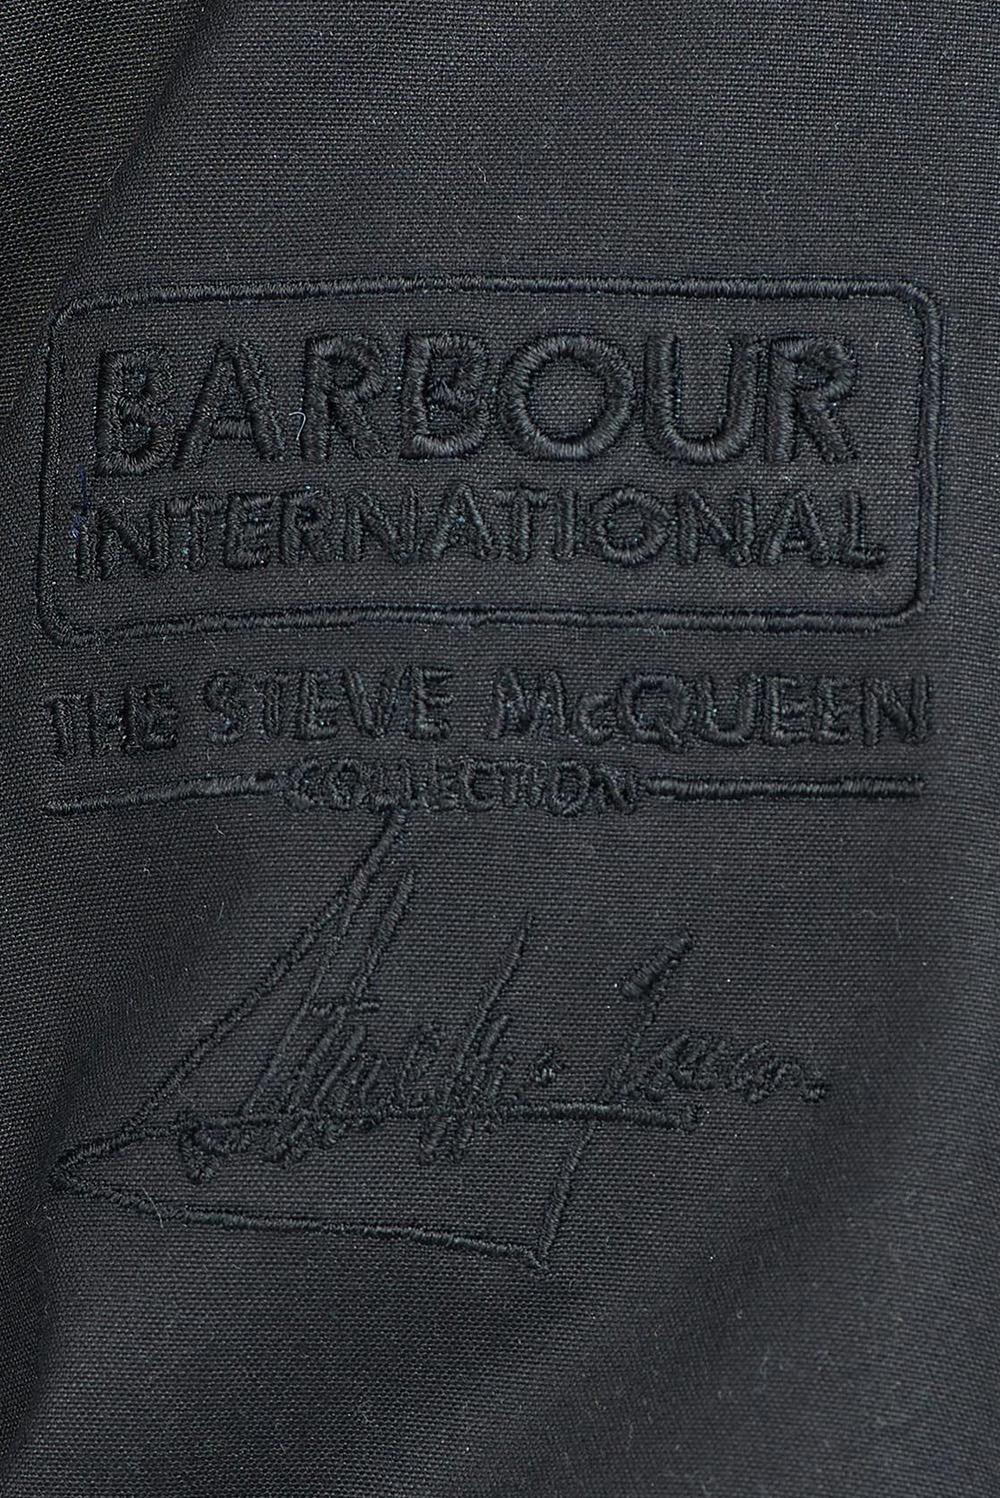 BARBOUR
INTERNATIONAL
THE STEVE McQUEEN
COLLECTION